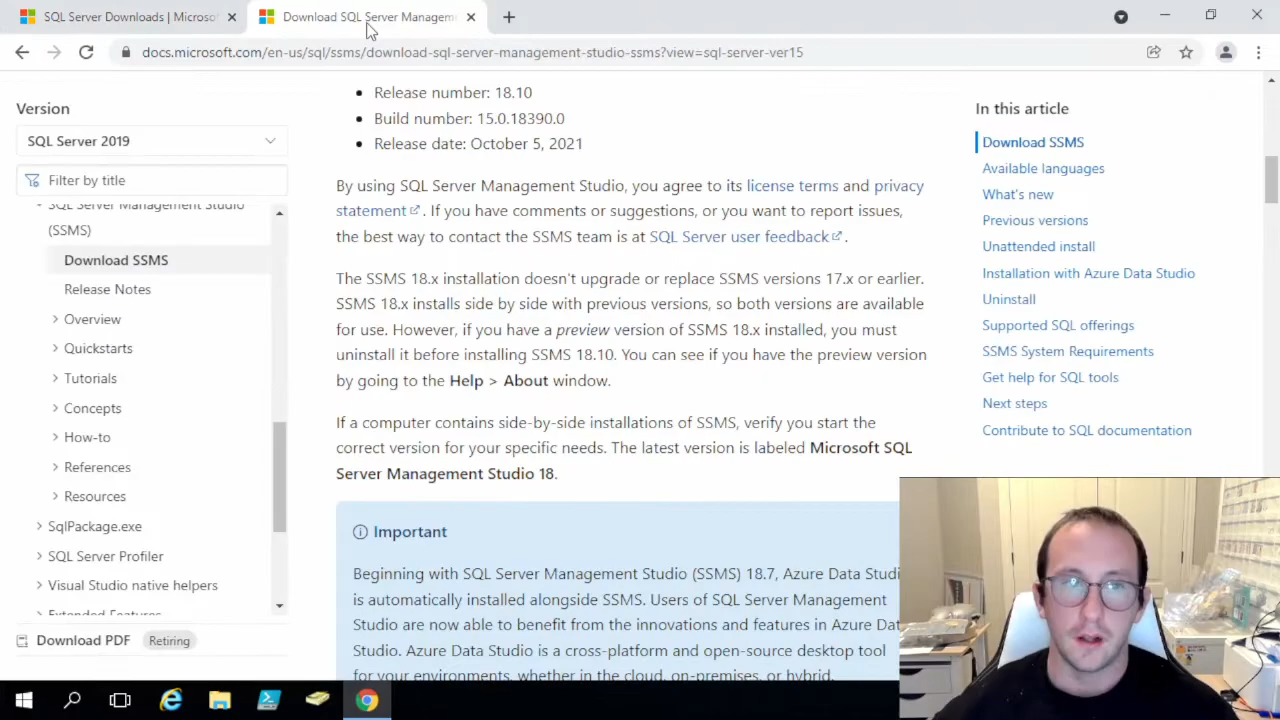 SQL Server Downloads | Microso
Download SQL Server Managem
docs.microsoft.com/en-us/sql/ssms/download-sql-server-management-studio-ssms?view=sql-server-ver15
Version
SQL Server 2019
Filter by title
SQL Server Management Studio
(SSMS)
Download SSMS
Release Notes
Overview
Quickstarts
Tutorials
Concepts
How-to
References
Resources
SqlPackage.exe
SQL Server Profiler
Visual Studio native helpers
Extended Features
Download PDF Retiring
Release number: 18.10
Build number: 15.0.18390.0
Release date: October 5, 2021
By using SQL Server Management Studio, you agree to its license terms and privacy
statement. If you have comments or suggestions, or you want to report issues,
the best way to contact the SSMS team is at SQL Server user feedback.
The SSMS 18.x installation doesn't upgrade or replace SSMS versions 17.x or earlier.
SSMS 18.x installs side by side with previous versions, so both versions are available
for use. However, if you have a preview version of SSMS 18.x installed, you must
uninstall it before installing SSMS 18.10. You can see if you have the preview version
by going to the Help > About window.
If a computer contains side-by-side installations of SSMS, verify you start the
correct version for your specific needs. The latest version is labeled Microsoft SQL
Server Management Studio 18.
Important
Beginning with SQL Server Management Studio (SSMS) 18.7, Azure Data Studi
is automatically installed alongside SSMS. Users of SQL Server Management
Studio are now able to benefit from the innovations and features in Azure Dat
Studio. Azure Data Studio is a cross-platform and open-source desktop tool
for your environments, whether in the cloud, on-premises, or hybrid.
In this article
Download SSMS
Available languages
What's new
Previous versions
Unattended install
Installation with Azure Data Studio
Uninstall
Supported SQL offerings
SSMS System Requirements
Get help for SQL tools
Next steps
Contribute to SQL documentation